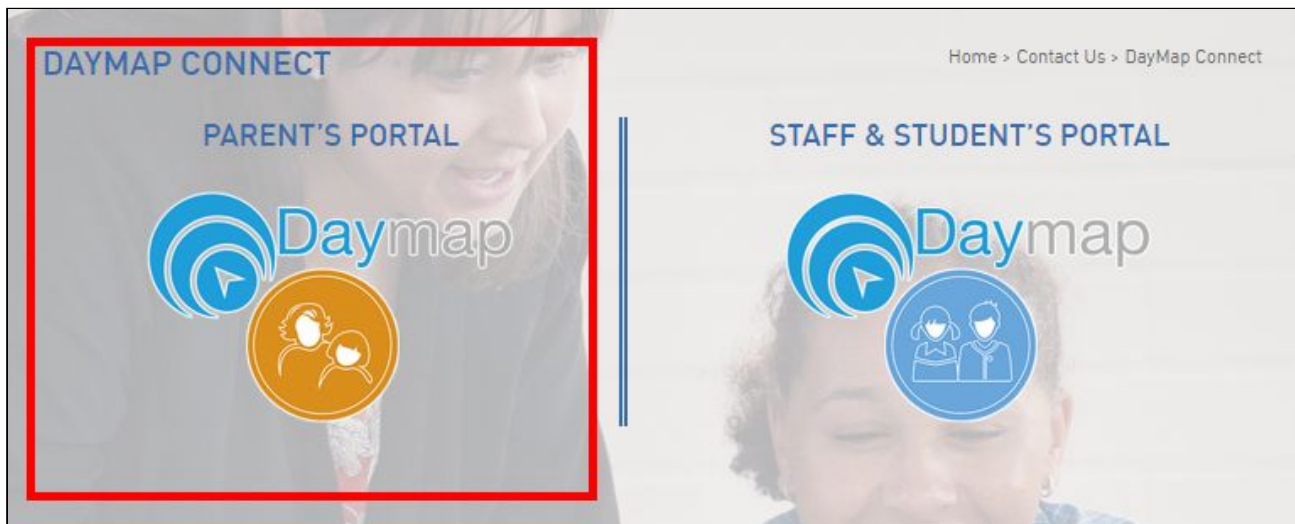 DAYMAP CONNECT
Home > Contact Us > DayMap Connect
PARENT'S PORTAL
STAFF & STUDENT'S PORTAL
Daymap
Daymap